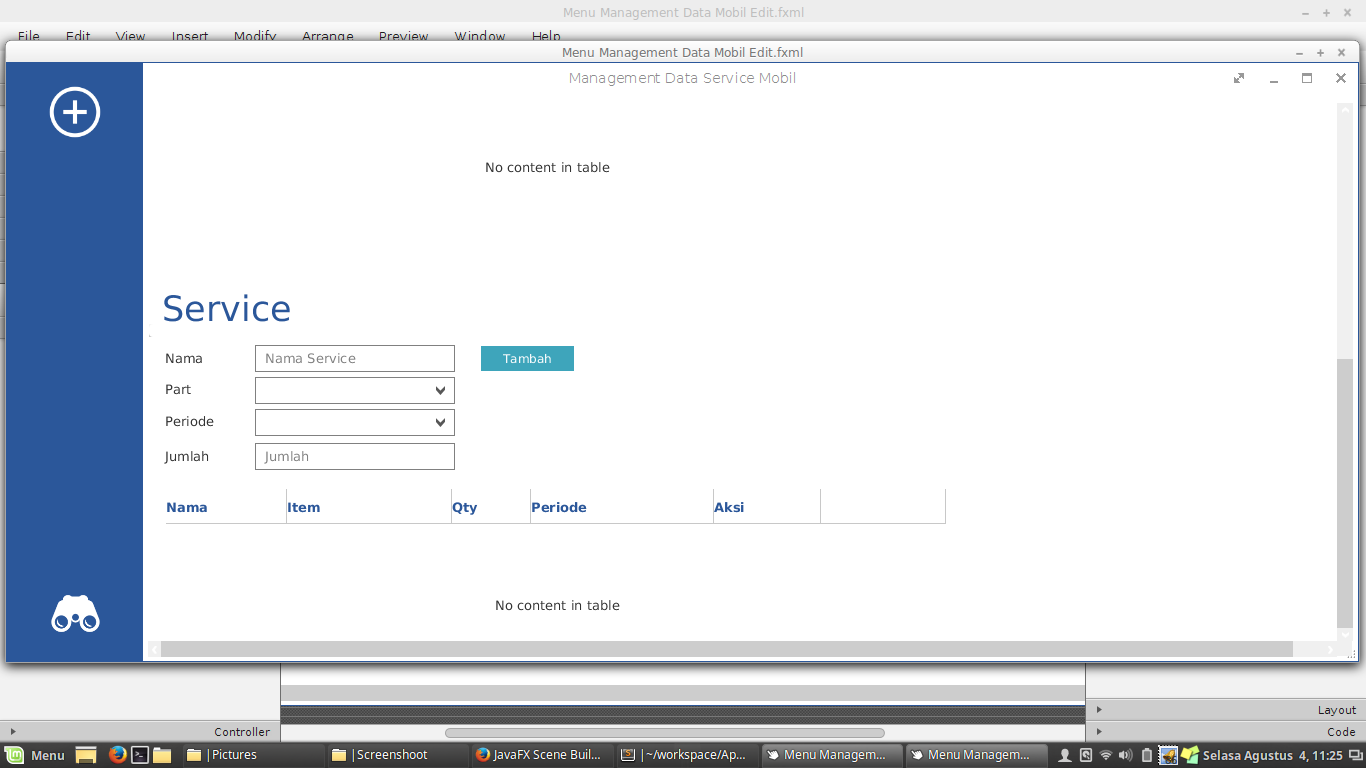 Menu Management Data Mobil Edit.fxml
File Edit View Insert Modify Arrange Preview Window Help
Menu Management Data Mobil Edit.fxml
Management Data Service Mobil
No content in table
Service
Nama Nama Service Tambah
Part
Periode
Jumlah Jumlah
Nama Item Qty Periode Aksi
No content in table
Layout
Controller Code
Menu |Pictures |Screenshoot JavaFX Scene Buil... |~/workspace/Ap... Menu Managem... Menu Managem... Selasa Agustus 4, 11:25